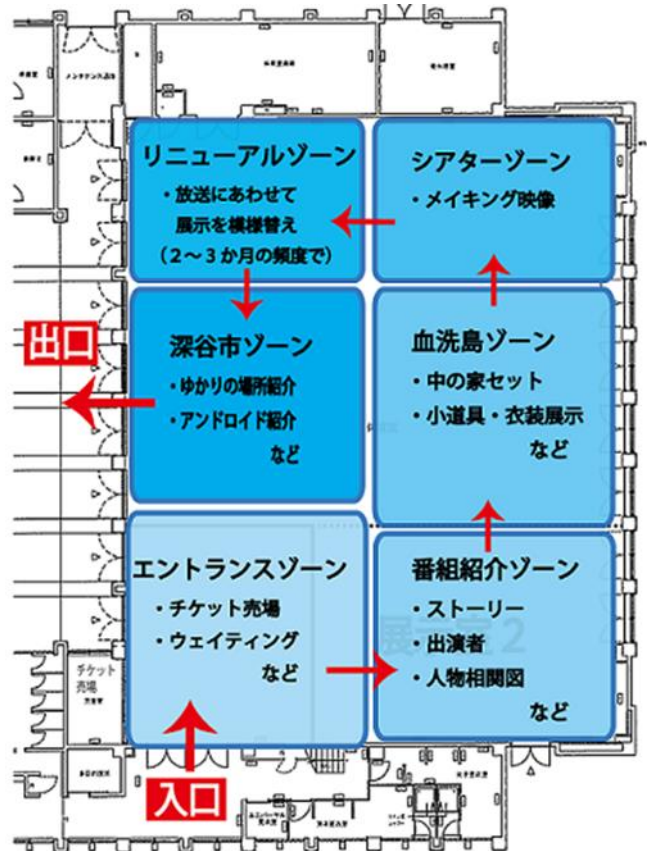 リニューアルゾーン
・放送にあわせて
展示を模様替え
（２～３か月の頻度で）
シアターゾーン
・メイキング映像
出口
深谷市ゾーン
・ゆかりの場所紹介
・アンドロイド紹介
など
血洗島ゾーン
・中の家セット
・小道具・衣装展示
など
エントランスゾーン
・チケット売場
・ウェイティング
など
番組紹介ゾーン
・ストーリー
・出演者
・人物相関図
など
展示室２
チケット
売場
入口